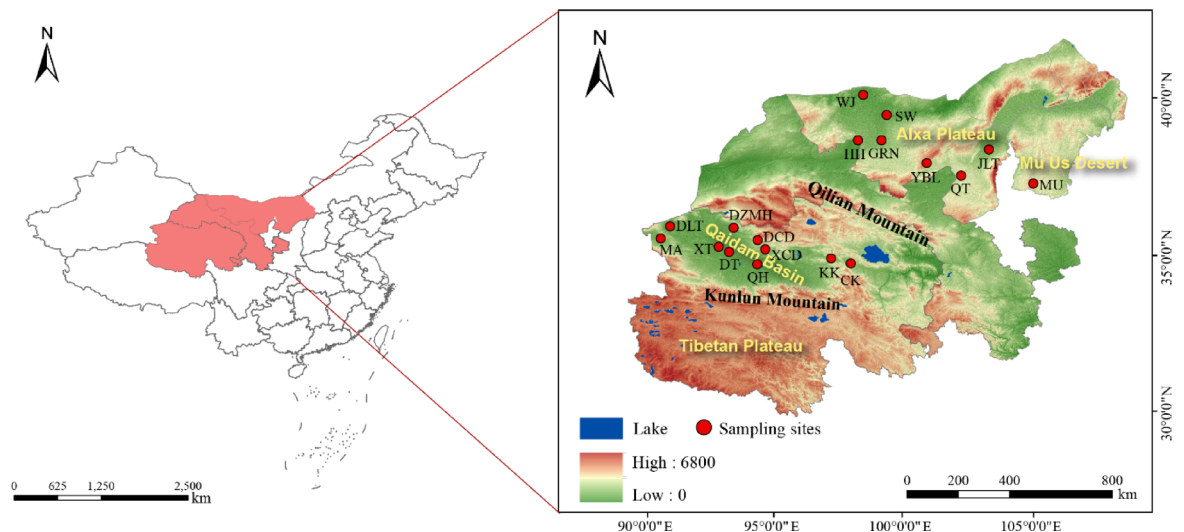 N
0 625 1,250 2,500
km
N
WJ
SW
Alxa Plateau
HH GRN
JLT
YBL
QT
Mu Us Desert
MU
Qilian Mountain
DZMH
DLT
DCD
MA
XT
Qaidam Basin
XCD
DT
QH
KK
CK
Kunlun Mountain
Tibetan Plateau
Lake
Sampling sites
High : 6800
Low : 0
0 200 400 800
km
40°0'0"N
35°0'0"N
30°0'0"N
90°0'0"E 95°0'0"E 100°0'0"E 105°0'0"E